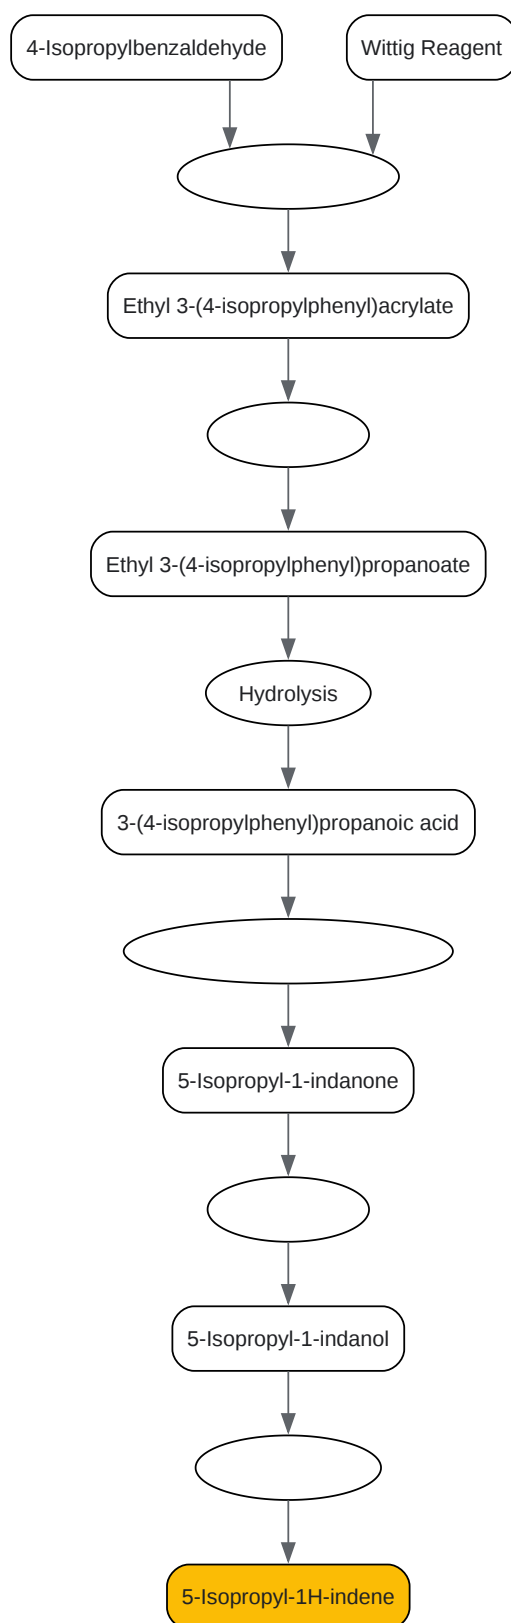 4-Isopropylbenzaldehyde
Wittig Reagent
Ethyl 3-(4-isopropylphenyl)acrylate
Ethyl 3-(4-isopropylphenyl)propanoate
Hydrolysis
3-(4-isopropylphenyl)propanoic acid
5-Isopropyl-1-indanone
5-Isopropyl-1-indanol
5-Isopropyl-1H-indene